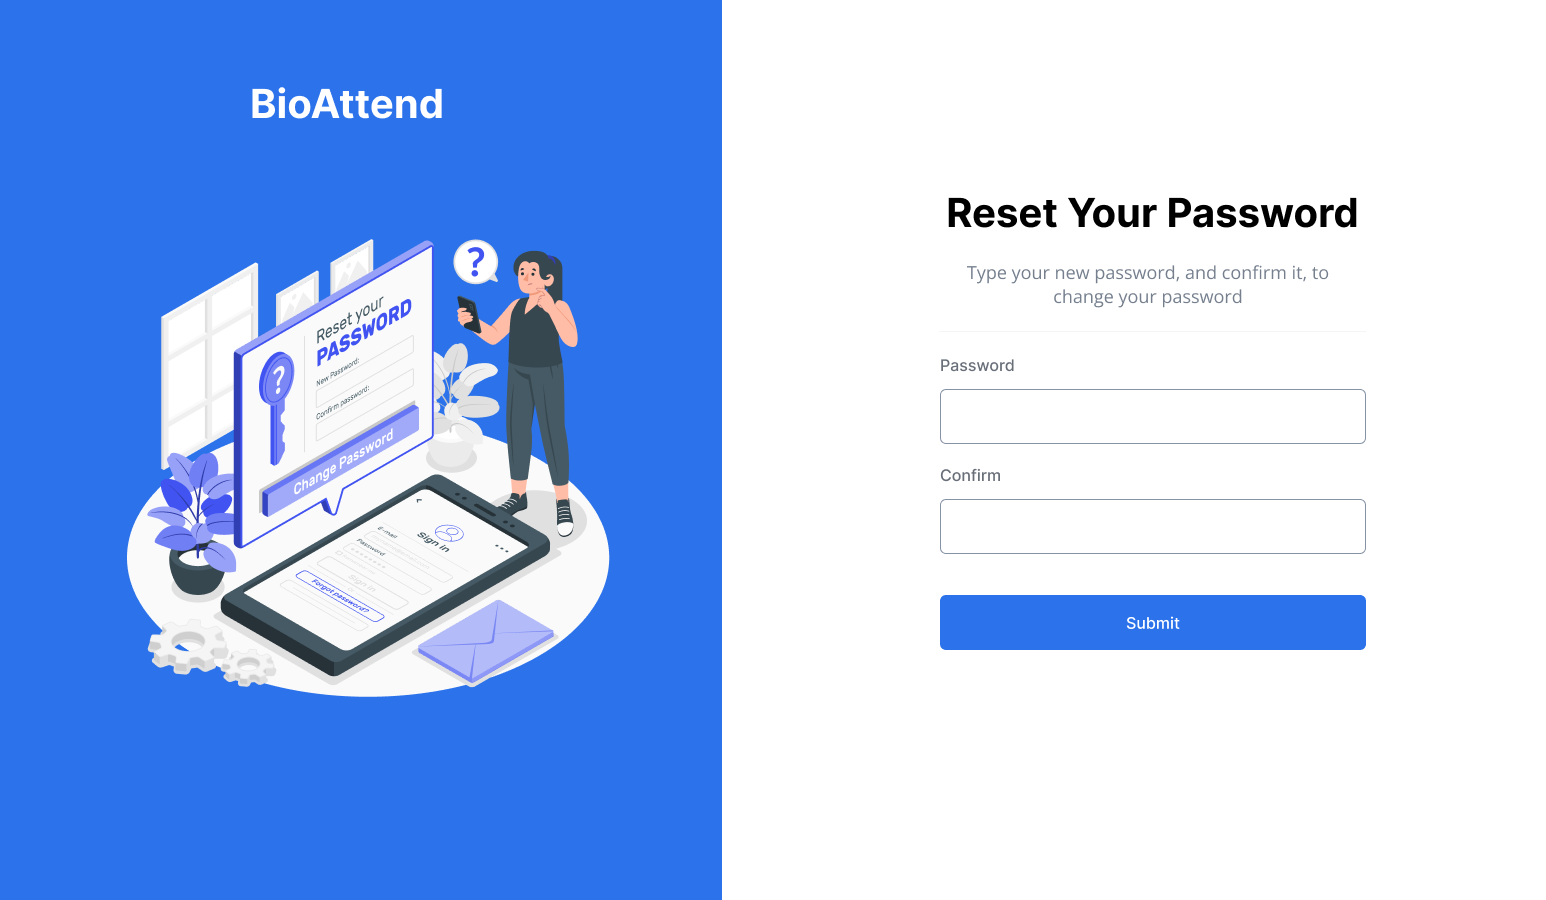 BioAttend
?
Reset your
PASSWORD
?
New Password:
Confirm password:
Change Password
Sign in
E-mail
Password
Sign in
Forgot password?
Reset Your Password
Type your new password, and confirm it, to
change your password
Password
Confirm
Submit